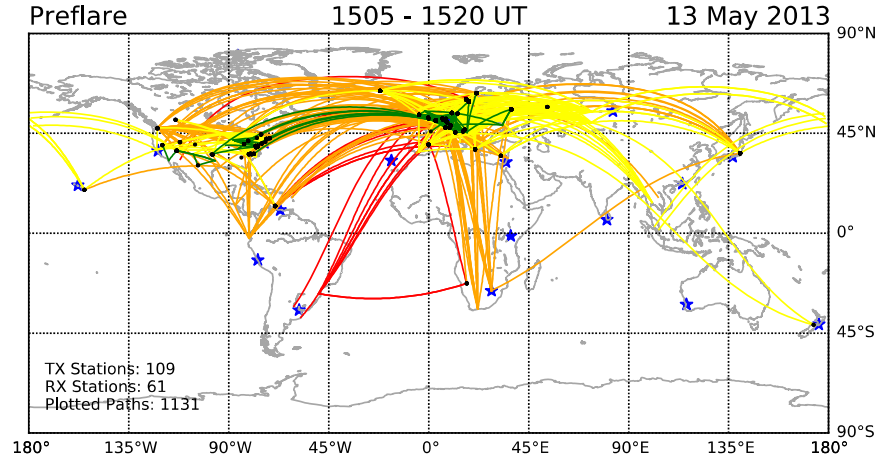 Preflare 1505 - 1520 UT 13 May 2013
90°N
45°N
0°
45°S
90°S
TX Stations: 109
RX Stations: 61
Plotted Paths: 1131
180° 135°W 90°W 45°W 0° 45°E 90°E 135°E 180°